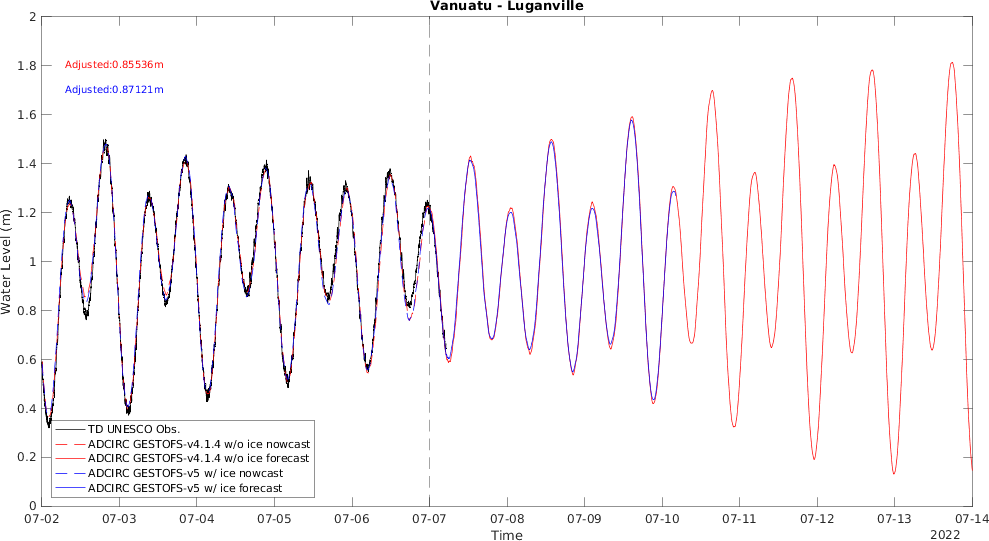 Vanuatu - Luganville
Water Level (m)
2
1.8
1.6
1.4
1.2
1
0.8
0.6
0.4
0.2
0
Adjusted:0.85536m
Adjusted:0.87121m
TD UNESCO Obs.
ADCIRC GESTOFS-v4.1.4 w/o ice nowcast
ADCIRC GESTOFS-v4.1.4 w/o ice forecast
ADCIRC GESTOFS-v5 w/ ice nowcast
ADCIRC GESTOFS-v5 w/ ice forecast
07-02 07-03 07-04 07-05 07-06 07-07 07-08 07-09 07-10 07-11 07-12 07-13 07-14
Time
2022